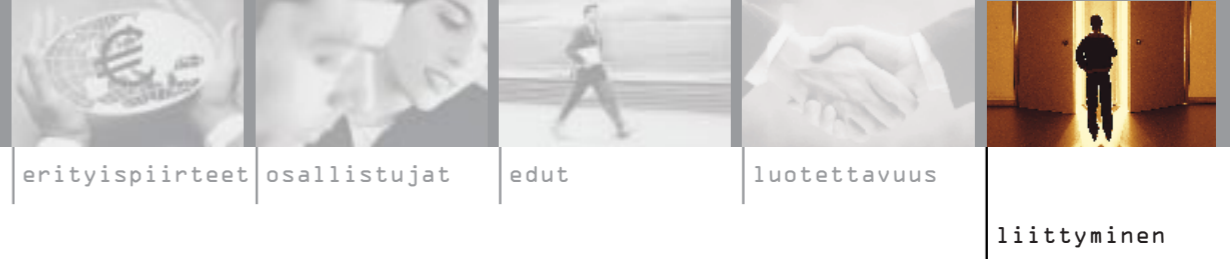 erityispiirteet
osallistujat
edut
luotettavuus
liittyminen